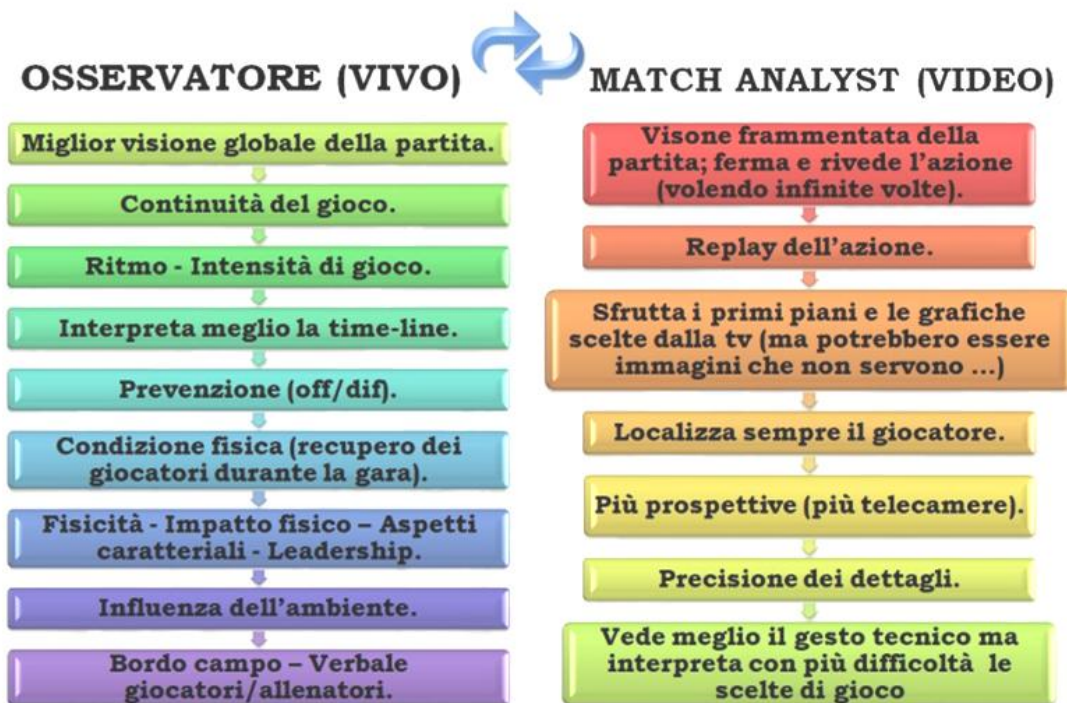 OSSERVATORE (VIVO)
Miglior visione globale della partita.
Continuità del gioco.
Ritmo - Intensità di gioco.
Interpreta meglio la time-line.
Prevenzione (off/dif).
Condizione fisica (recupero dei
giocatori durante la gara).
Fisicità - Impatto fisico – Aspetti
caratteriali - Leadership.
Influenza dell'ambiente.
Bordo campo – Verbale
giocatori/allenatori.
MATCH ANALYST (VIDEO)
Visone frammentata della
partita; ferma e rivede l'azione
(volendo infinite volte).
Replay dell'azione.
Sfrutta i primi piani e le grafiche
scelte dalla tv (ma potrebbero essere
immagini che non servono ...)
Localizza sempre il giocatore.
Più prospettive (più telecamere).
Precisione dei dettagli.
Vede meglio il gesto tecnico ma
interpreta con più difficoltà le
scelte di gioco